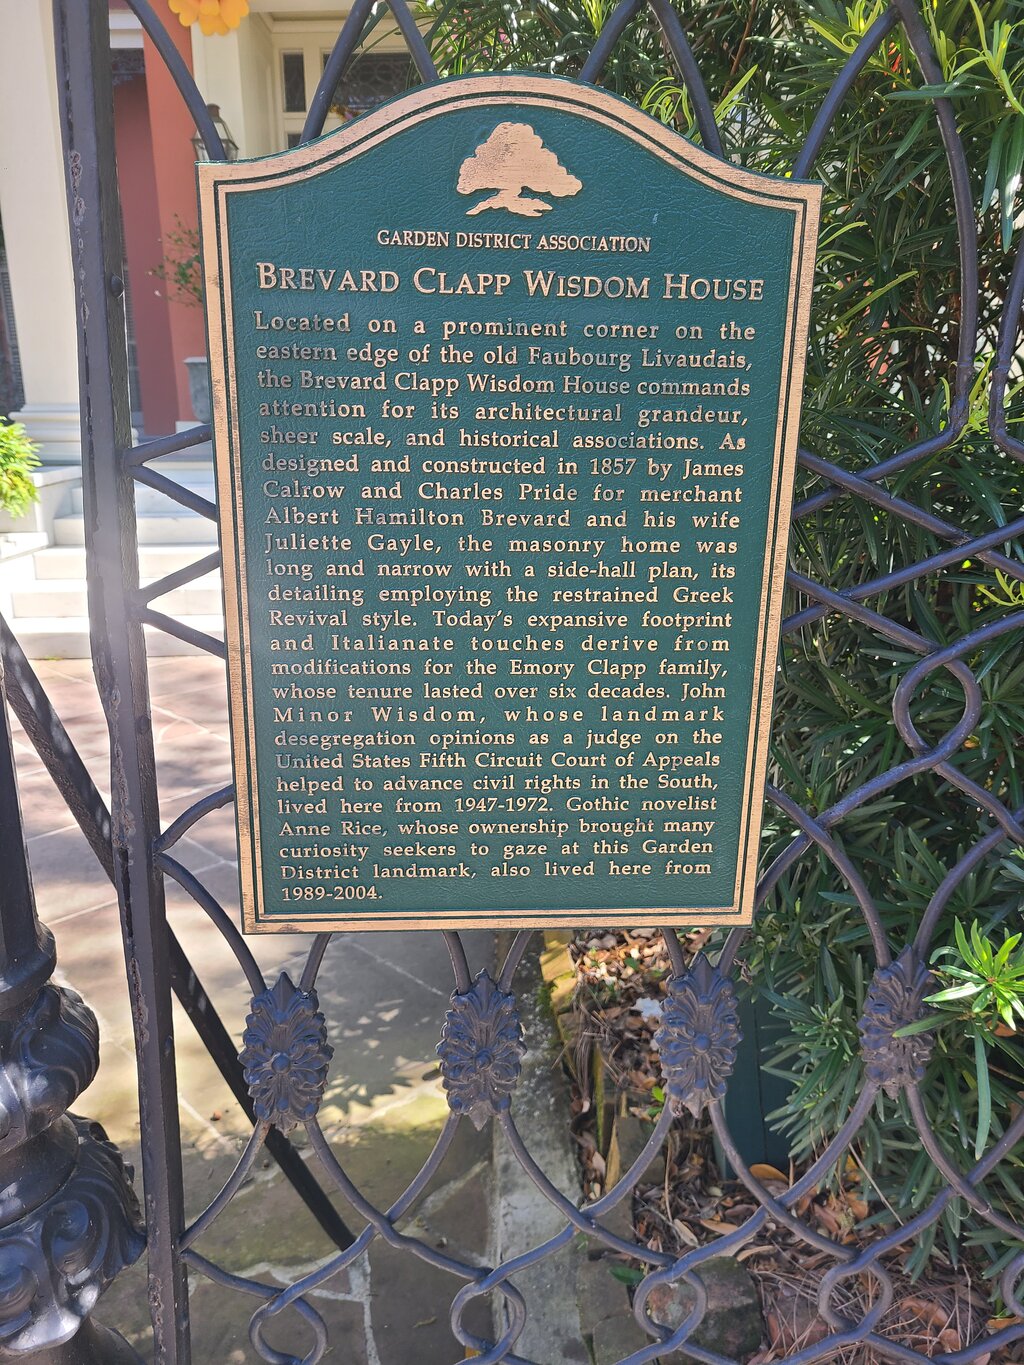 GARDEN DISTRICT ASSOCIATION
BREVARD CLAPP WISDOM HOUSE
Located on a prominent corner on the
eastern edge of the old Faubourg Livaudais,
the Brevard Clapp Wisdom House commands
attention for its architectural grandeur,
sheer scale, and historical associations. As
designed and constructed in 1857 by James
Calrow and Charles Pride for merchant
Albert Hamilton Brevard and his wife
Juliette Gayle, the masonry home was
long and narrow with a side-hall plan, its
detailing employing the restrained Greek
Revival style. Today's expansive footprint
and Italianate touches derive from
modifications for the Emory Clapp family,
whose tenure lasted over six decades. John
Minor Wisdom, whose landmark
desegregation opinions as a judge on the
United States Fifth Circuit Court of Appeals
helped to advance civil rights in the South,
lived here from 1947-1972. Gothic novelist
Anne Rice, whose ownership brought many
curiosity seekers to gaze at this Garden
District landmark, also lived here from
1989-2004.